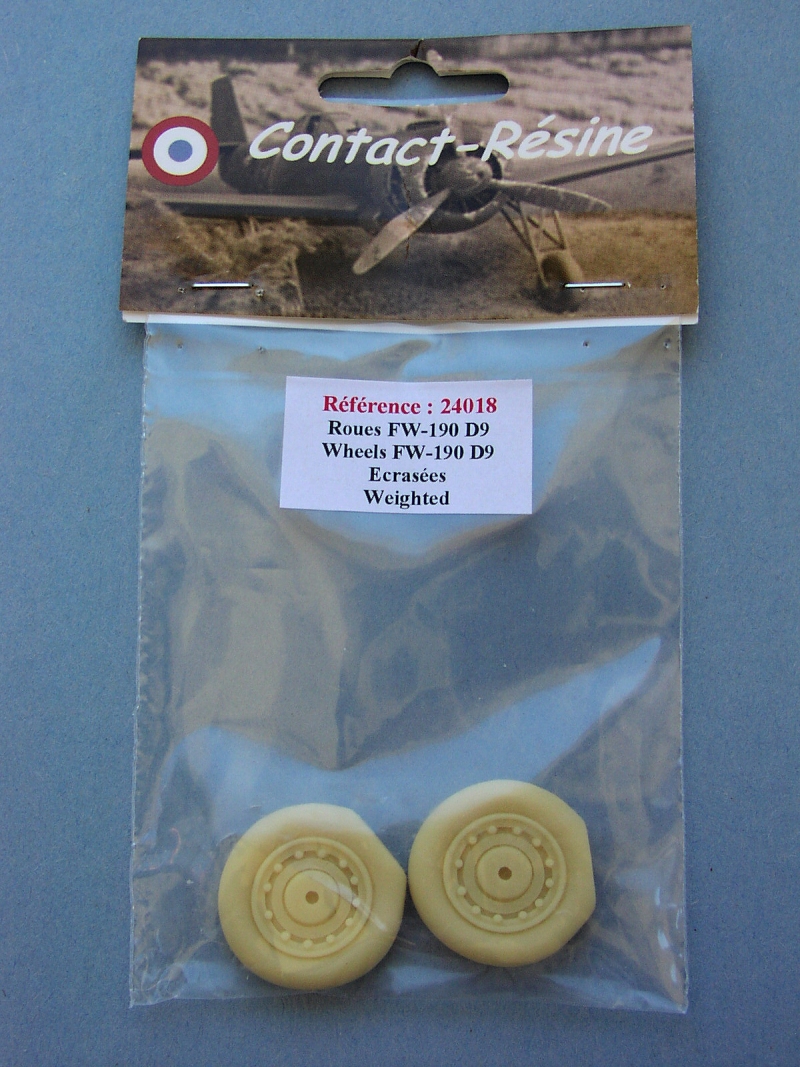 Contact-Résine
Référence : 24018
Roues FW-190 D9
Wheels FW-190 D9
Ecrasées
Weighted